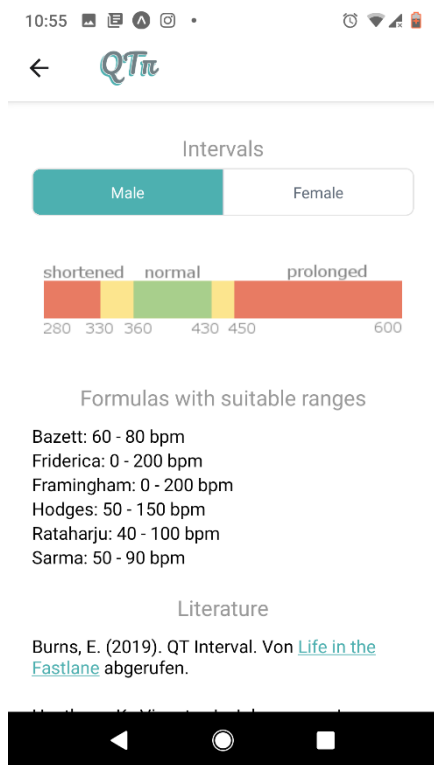 10:55
QTπ
Intervals
Male Female
shortened normal prolonged
280 330 360 430 450 600
Formulas with suitable ranges
Bazett: 60 - 80 bpm
Friderica: 0 - 200 bpm
Framingham: 0 - 200 bpm
Hodges: 50 - 150 bpm
Rataharju: 40 - 100 bpm
Sarma: 50 - 90 bpm
Literature
Burns, E. (2019). QT Interval. Von Life in the
Fastlane abgerufen.